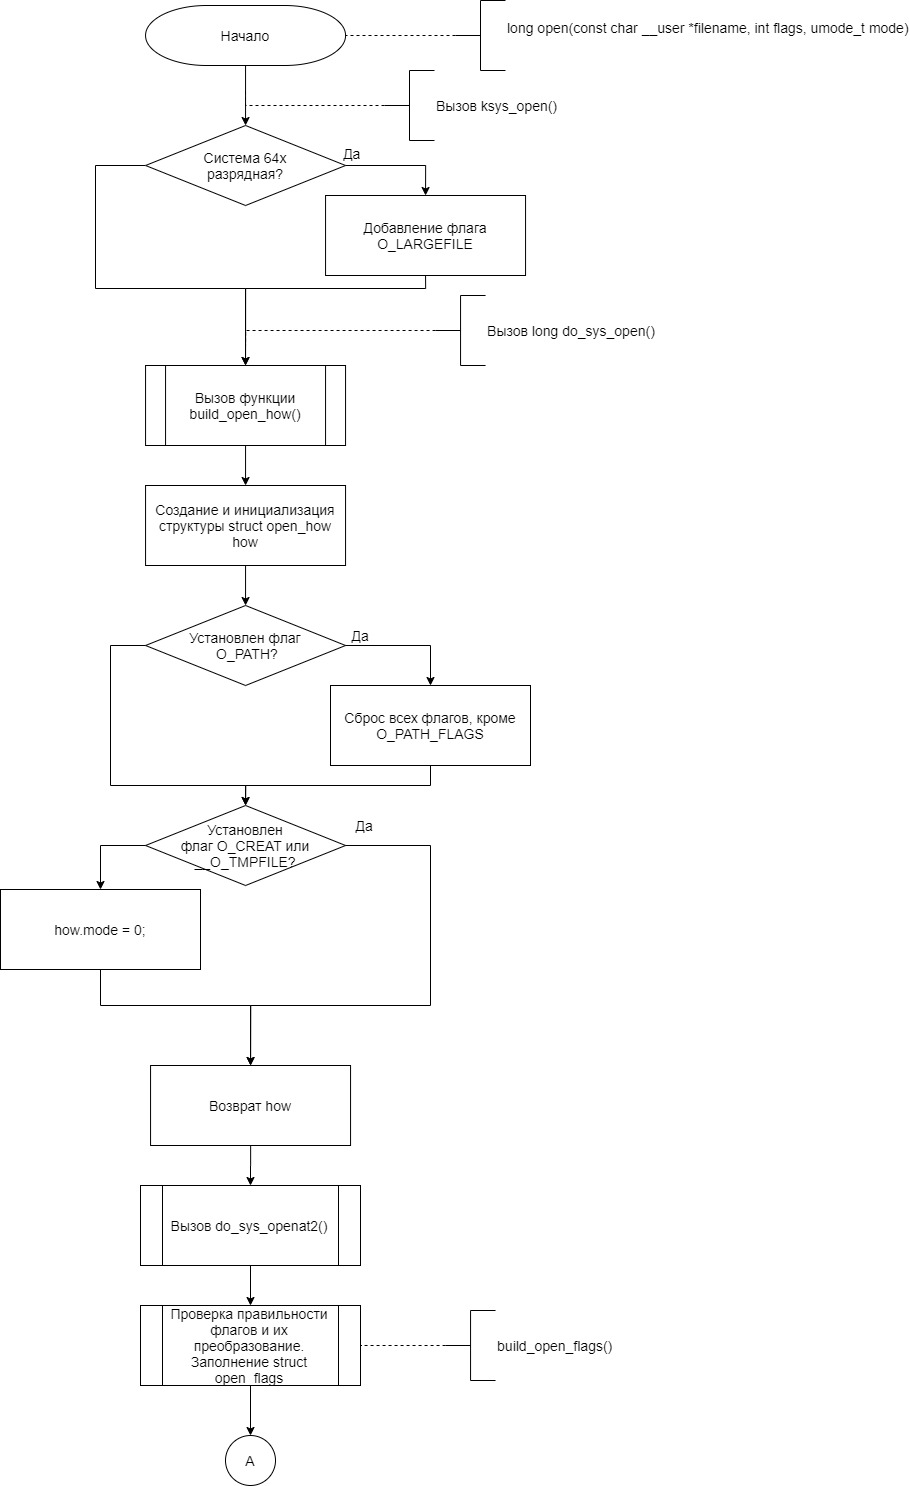 Начало
long open(const char __user *filename, int flags, umode_t mode)
Вызов ksys_open()
Система 64х
разрядная?
Да
Добавление флага
O_LARGEFILE
Вызов long do_sys_open()
Вызов функции
build_open_how()
Создание и инициализация
структуры struct open_how
how
Установлен флаг
O_PATH?
Да
Сброс всех флагов, кроме
O_PATH_FLAGS
Установлен
флаг O_CREAT или
__O_TMPFILE?
Да
how.mode = 0;
Возврат how
Вызов do_sys_openat2()
Проверка правильности
флагов и их
преобразование.
Заполнение struct
open_flags
build_open_flags()
А